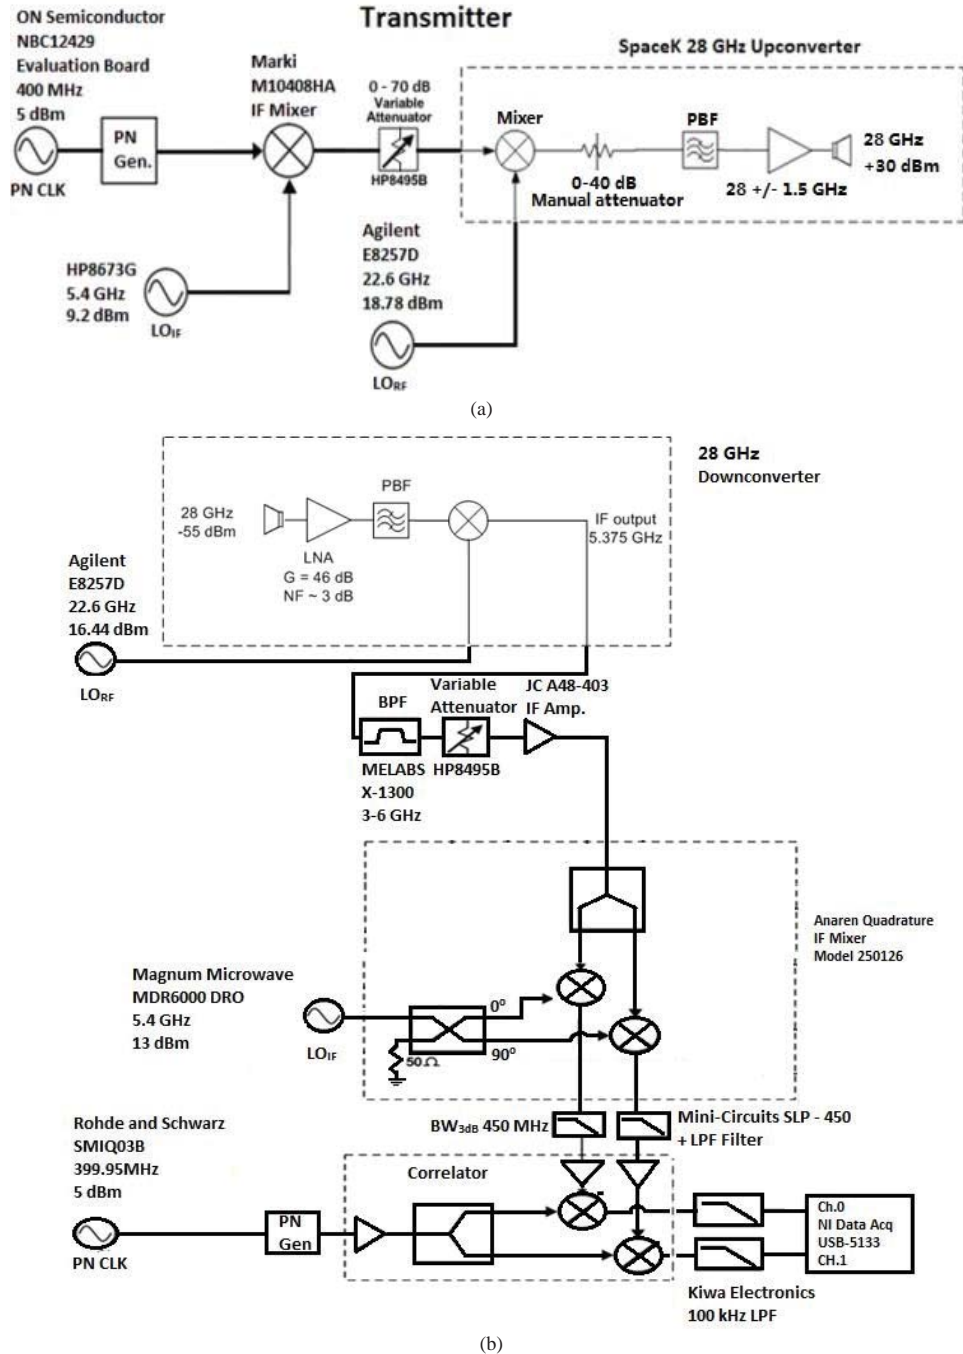 Transmitter
ON Semiconductor
NBC12429
Evaluation Board
400 MHz
5 dBm
PN CLK
PN
Gen.
Marki
M10408HA
IF Mixer
0 - 70 dB
Variable
Attenuator
HP8495B
SpaceK 28 GHz Upconverter
Mixer
0-40 dB
Manual attenuator
PBF
28 +/- 1.5 GHz
28 GHz
+30 dBm
HP8673G
5.4 GHz
9.2 dBm
LOIF
Agilent
E8257D
22.6 GHz
18.78 dBm
LORF
(a)
28 GHz
Downconverter
28 GHz
-55 dBm
LNA
G = 46 dB
NF ~ 3 dB
PBF
IF output
5.375 GHz
Agilent
E8257D
22.6 GHz
16.44 dBm
LORF
BPF
MELABS
X-1300
3-6 GHz
Variable
Attenuator
HP8495B
JC A48-403
IF Amp.
Anaren Quadrature
IF Mixer
Model 250126
Magnum Microwave
MDR6000 DRO
5.4 GHz
13 dBm
LOIF
0°
90°
50Ω
BW3dB 450 MHz
Mini-Circuits SLP - 450
+ LPF Filter
Rohde and Schwarz
SMIQ03B
399.95MHz
5 dBm
PN CLK
PN
Gen
Correlator
Ch.0
NI Data Acq
USB-5133
CH.1
Kiwa Electronics
100 kHz LPF
(b)